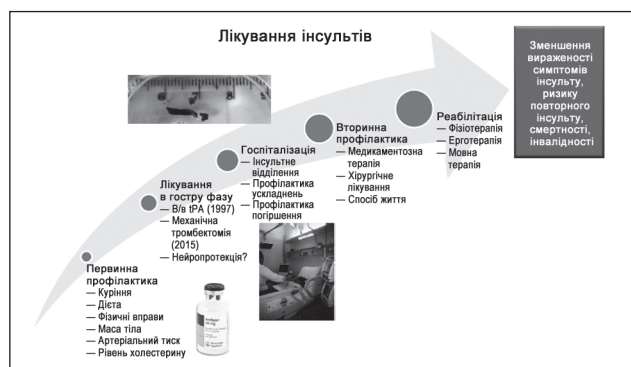 Лікування інсультів
Зменшення
вираженості
симптомів
інсульту,
ризику
повторного
інсульту,
смертності,
інвалідності
Реабілітація
— Фізіотерапія
— Ерготерапія
— Мовна
терапія
Вторинна
профілактика
— Медикаментозна
терапія
— Хірургічне
лікування
— Спосіб життя
Госпіталізація
— Інсультне
відділення
— Профілактика
ускладнень
— Профілактика
погіршення
Лікування
в гостру фазу
— В/в tPA (1997)
— Механічна
тромбектомія
(2015)
— Нейропротекція?
Первинна
профілактика
— Куріння
— Дієта
— Фізичні вправи
— Маса тіла
— Артеріальний тиск
— Рівень холестерину